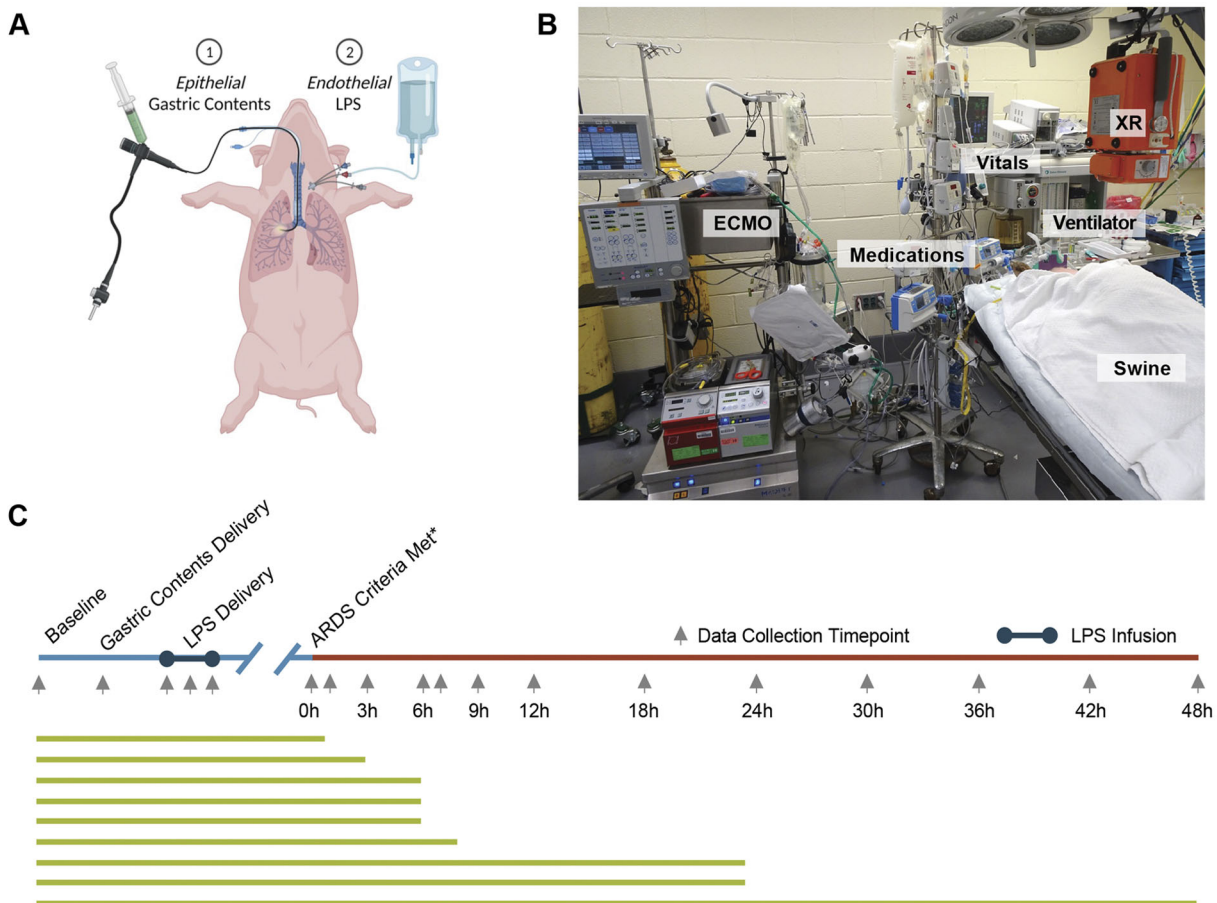 A
1
2
Epithelial
Gastric Contents
Endothelial
LPS
B
XR
Vitals
ECMO
Ventilator
Medications
Swine
C
Baseline
Gastric Contents Delivery
LPS Delivery
ARDS Criteria Met*
Data Collection Timepoint
LPS Infusion
0h 3h 6h 9h 12h 18h 24h 30h 36h 42h 48h